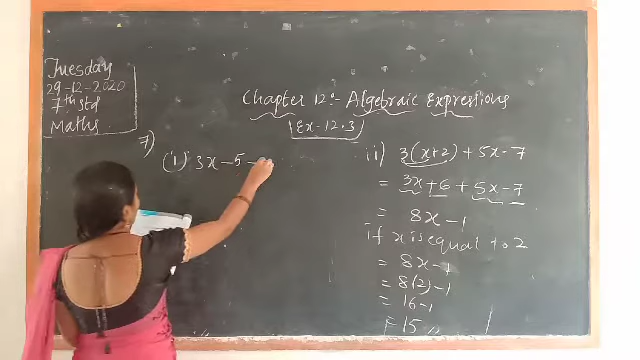 Tuesday
29-12-2020
7th Std
Maths
Chapter 12:- Algebraic Expressions
Ex-12.3
7)
(i) 3x - 5 -
ii) 3(x+2) + 5x - 7
= 3x + 6 + 5x - 7
= 8x - 1
if x is equal to 2
= 8x - 1
= 8(2) - 1
= 16 - 1
= 15 "